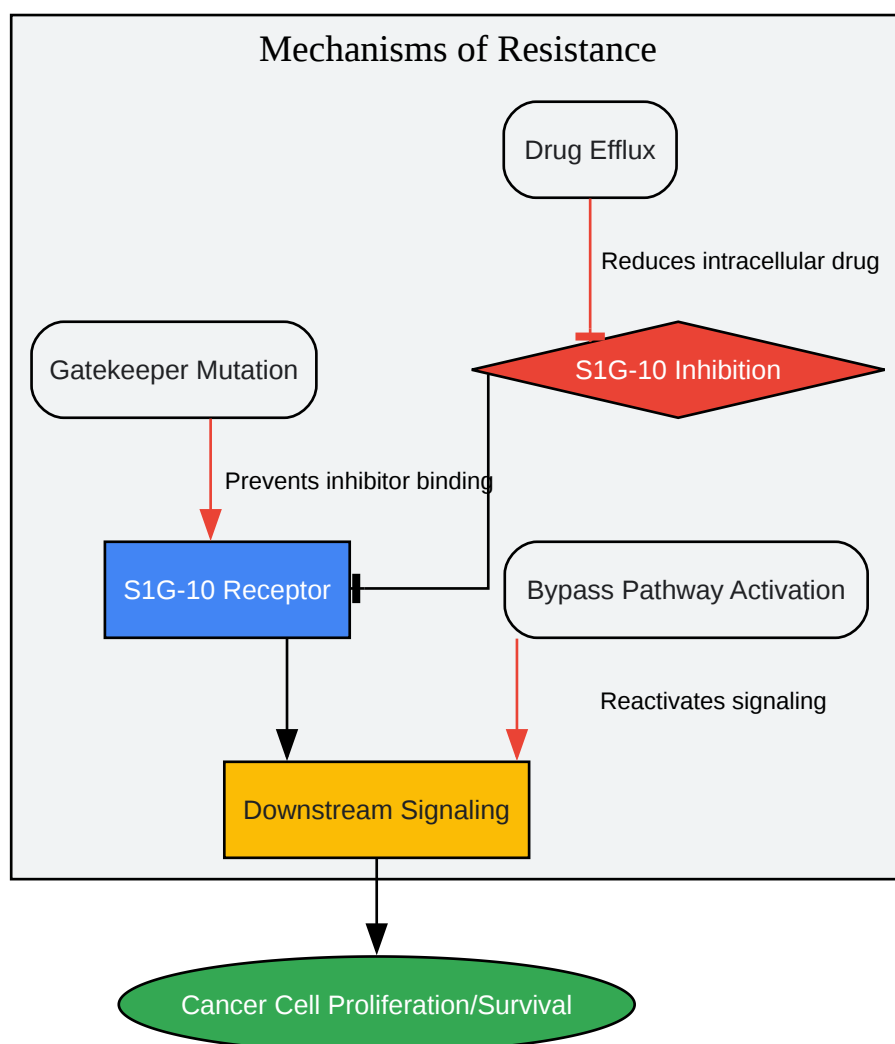 Mechanisms of Resistance
Drug Efflux
Reduces intracellular drug
Gatekeeper Mutation
S1G-10 Inhibition
Prevents inhibitor binding
S1G-10 Receptor
Bypass Pathway Activation
Reactivates signaling
Downstream Signaling
Cancer Cell Proliferation/Survival